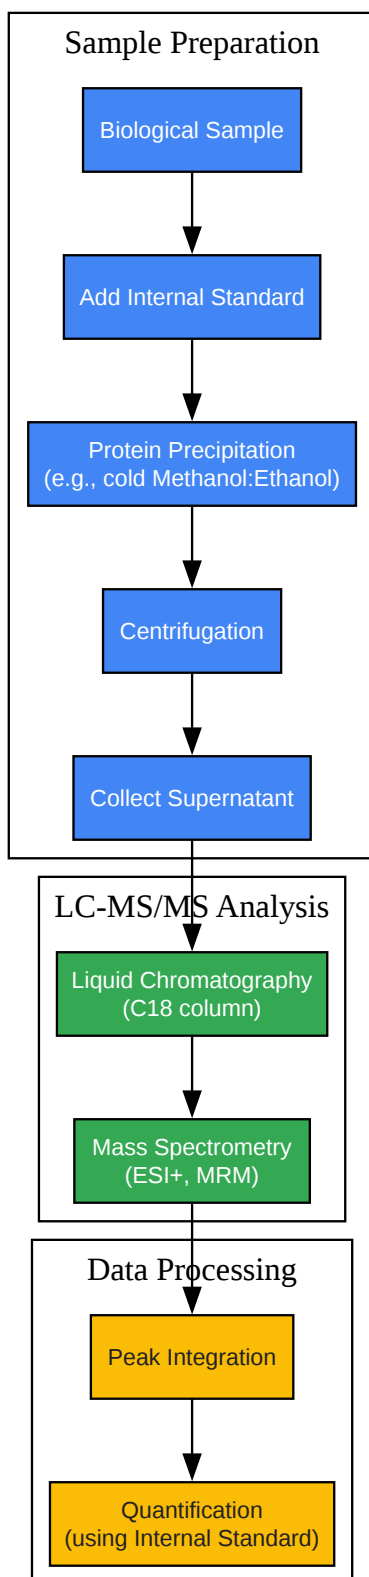 Sample Preparation
Biological Sample
Add Internal Standard
Protein Precipitation
(e.g., cold Methanol:Ethanol)
Centrifugation
Collect Supernatant
LC-MS/MS Analysis
Liquid Chromatography
(C18 column)
Mass Spectrometry
(ESI+, MRM)
Data Processing
Peak Integration
Quantification
(using Internal Standard)